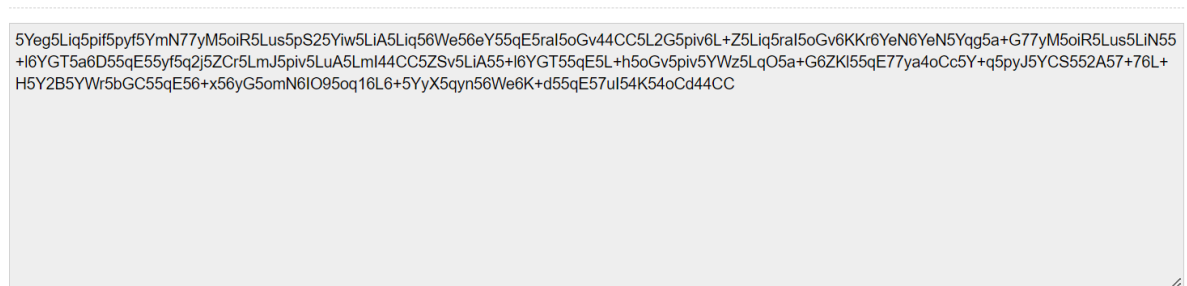 5Yeg5Liq5pif5pyf5YmN77yM5oiR5Lus5pS25Yiw5LiA5Liq56We56eY55qE5raI5oGv44CC5L2G5piv6L+Z5Liq5raI5oGv6KKr6YeN6YeN5Yqg5a+G77yM5oiR5Lus5LiN55
+l6YGT5a6D55qE55yf5q2j5ZCr5LmJ5piv5LuA5LmI44CC5ZSv5LiA55+l6YGT55qE5L+h5oGv5piv5YWz5LqO5a+G6ZKl55qE77ya4oCc5Y+q5pyJ5YCS552A57+76L+
H5Y2B5YWr5bGC55qE56+x56yG5omN6IO95oq16L6+5YyX5qyn56We6K+d55qE57uI54K54oCd44CC